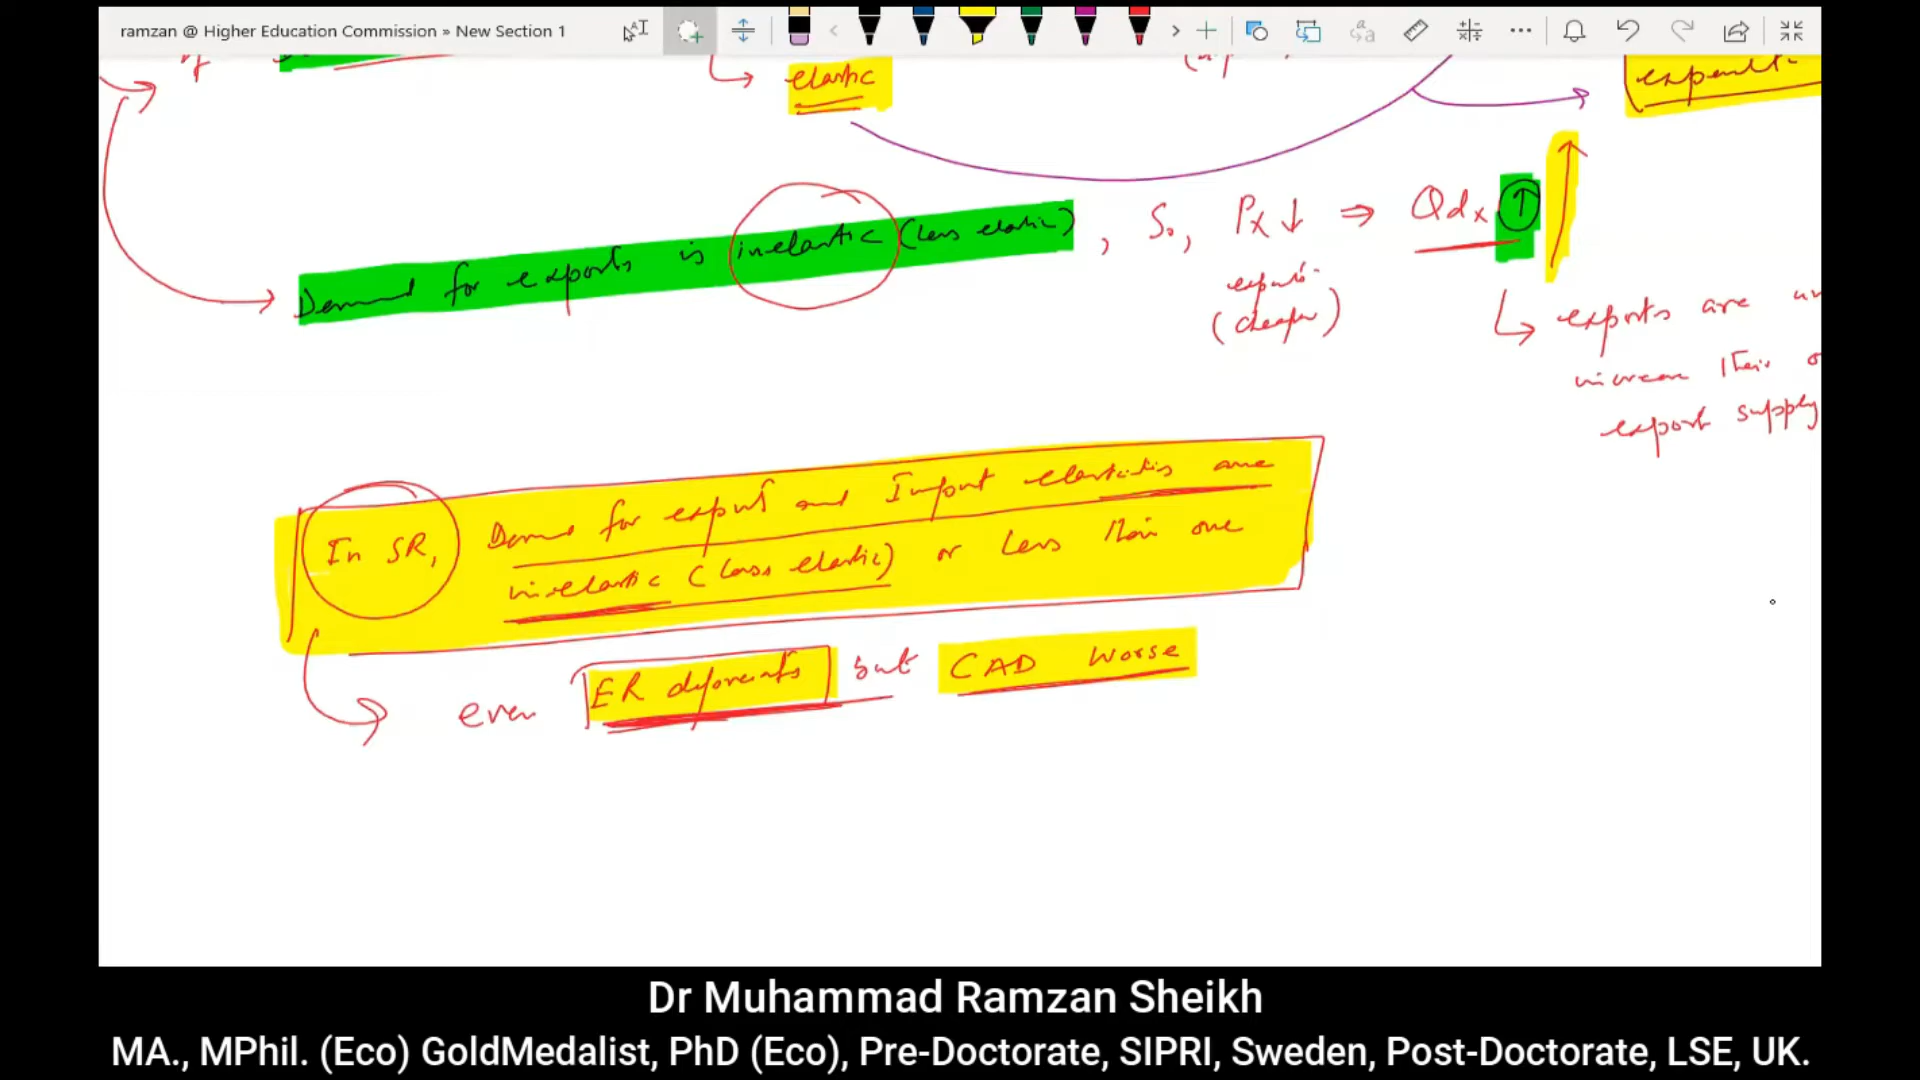 ramzan @ Higher Education Commission » New Section 1
of
elastic
Demand for exports is inelastic (Less elastic) , So, Px ↓ ⇒ Qdx ↑
exports
(cheaper)
exports are
increase their
export supply
In SR, Demand for export and Import elasticities are
inelastic (Less elastic) or Less than one
even ER depreciates but CAD worse
Dr Muhammad Ramzan Sheikh
MA., MPhil. (Eco) GoldMedalist, PhD (Eco), Pre-Doctorate, SIPRI, Sweden, Post-Doctorate, LSE, UK.